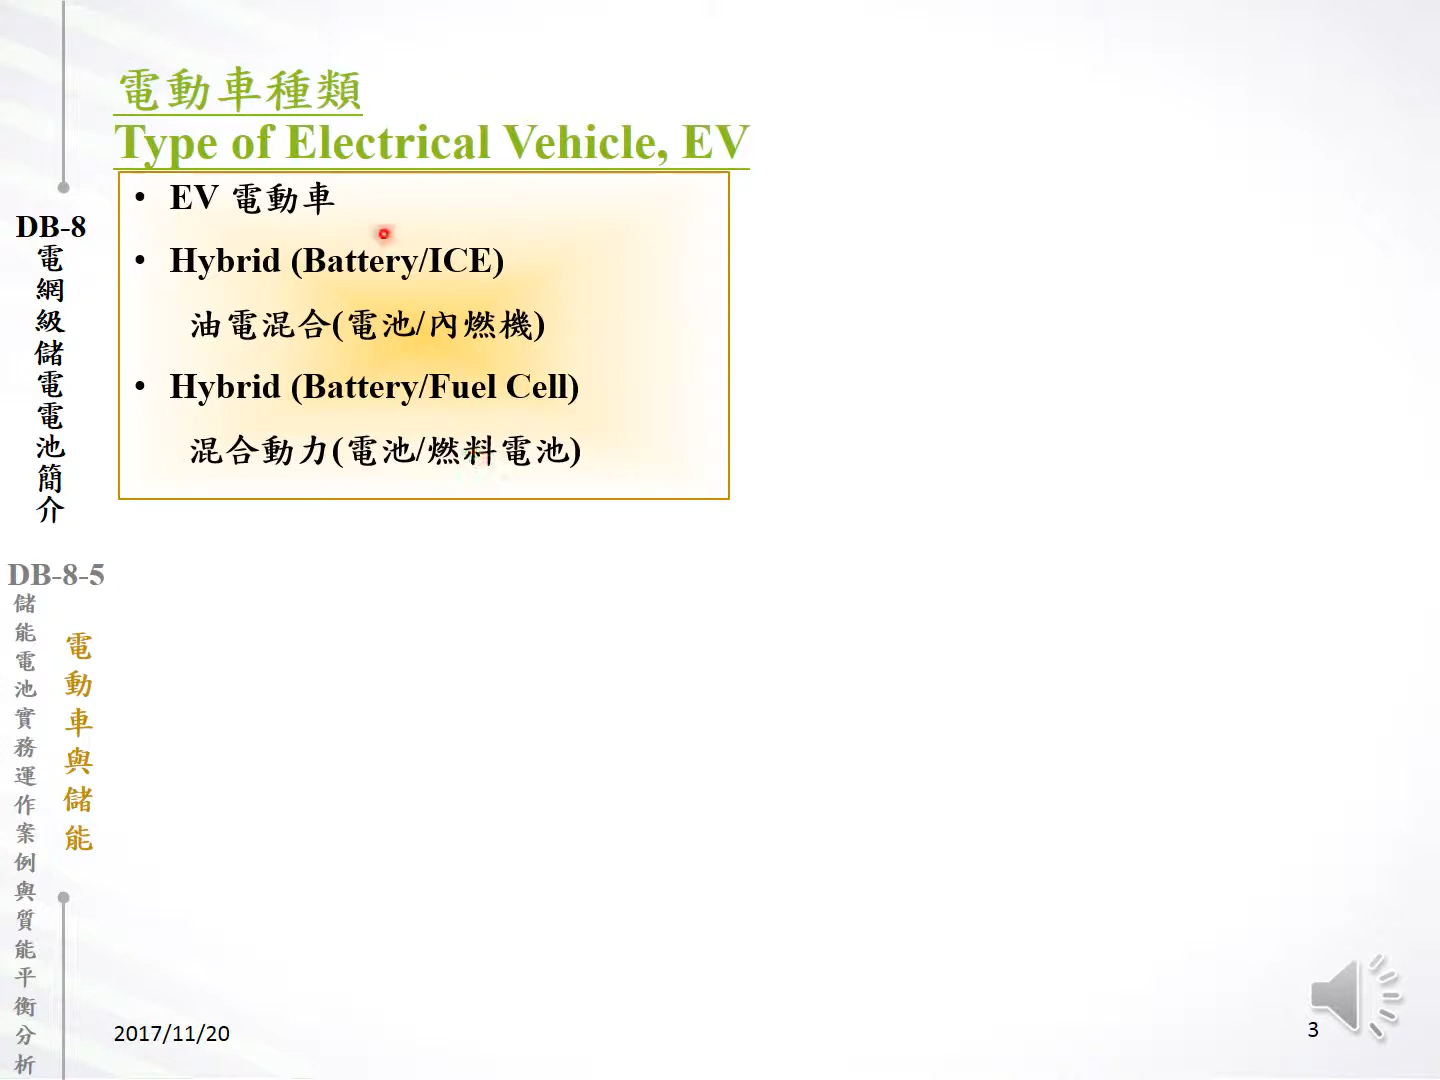 電動車種類
Type of Electrical Vehicle, EV
• EV 電動車
• Hybrid (Battery/ICE)
油電混合(電池/內燃機)
• Hybrid (Battery/Fuel Cell)
混合動力(電池/燃料電池)
DB-8
電網級儲電電池簡介
DB-8-5
儲能電池實務運作案例與質能平衡分析
電動車與儲能
2017/11/20
3